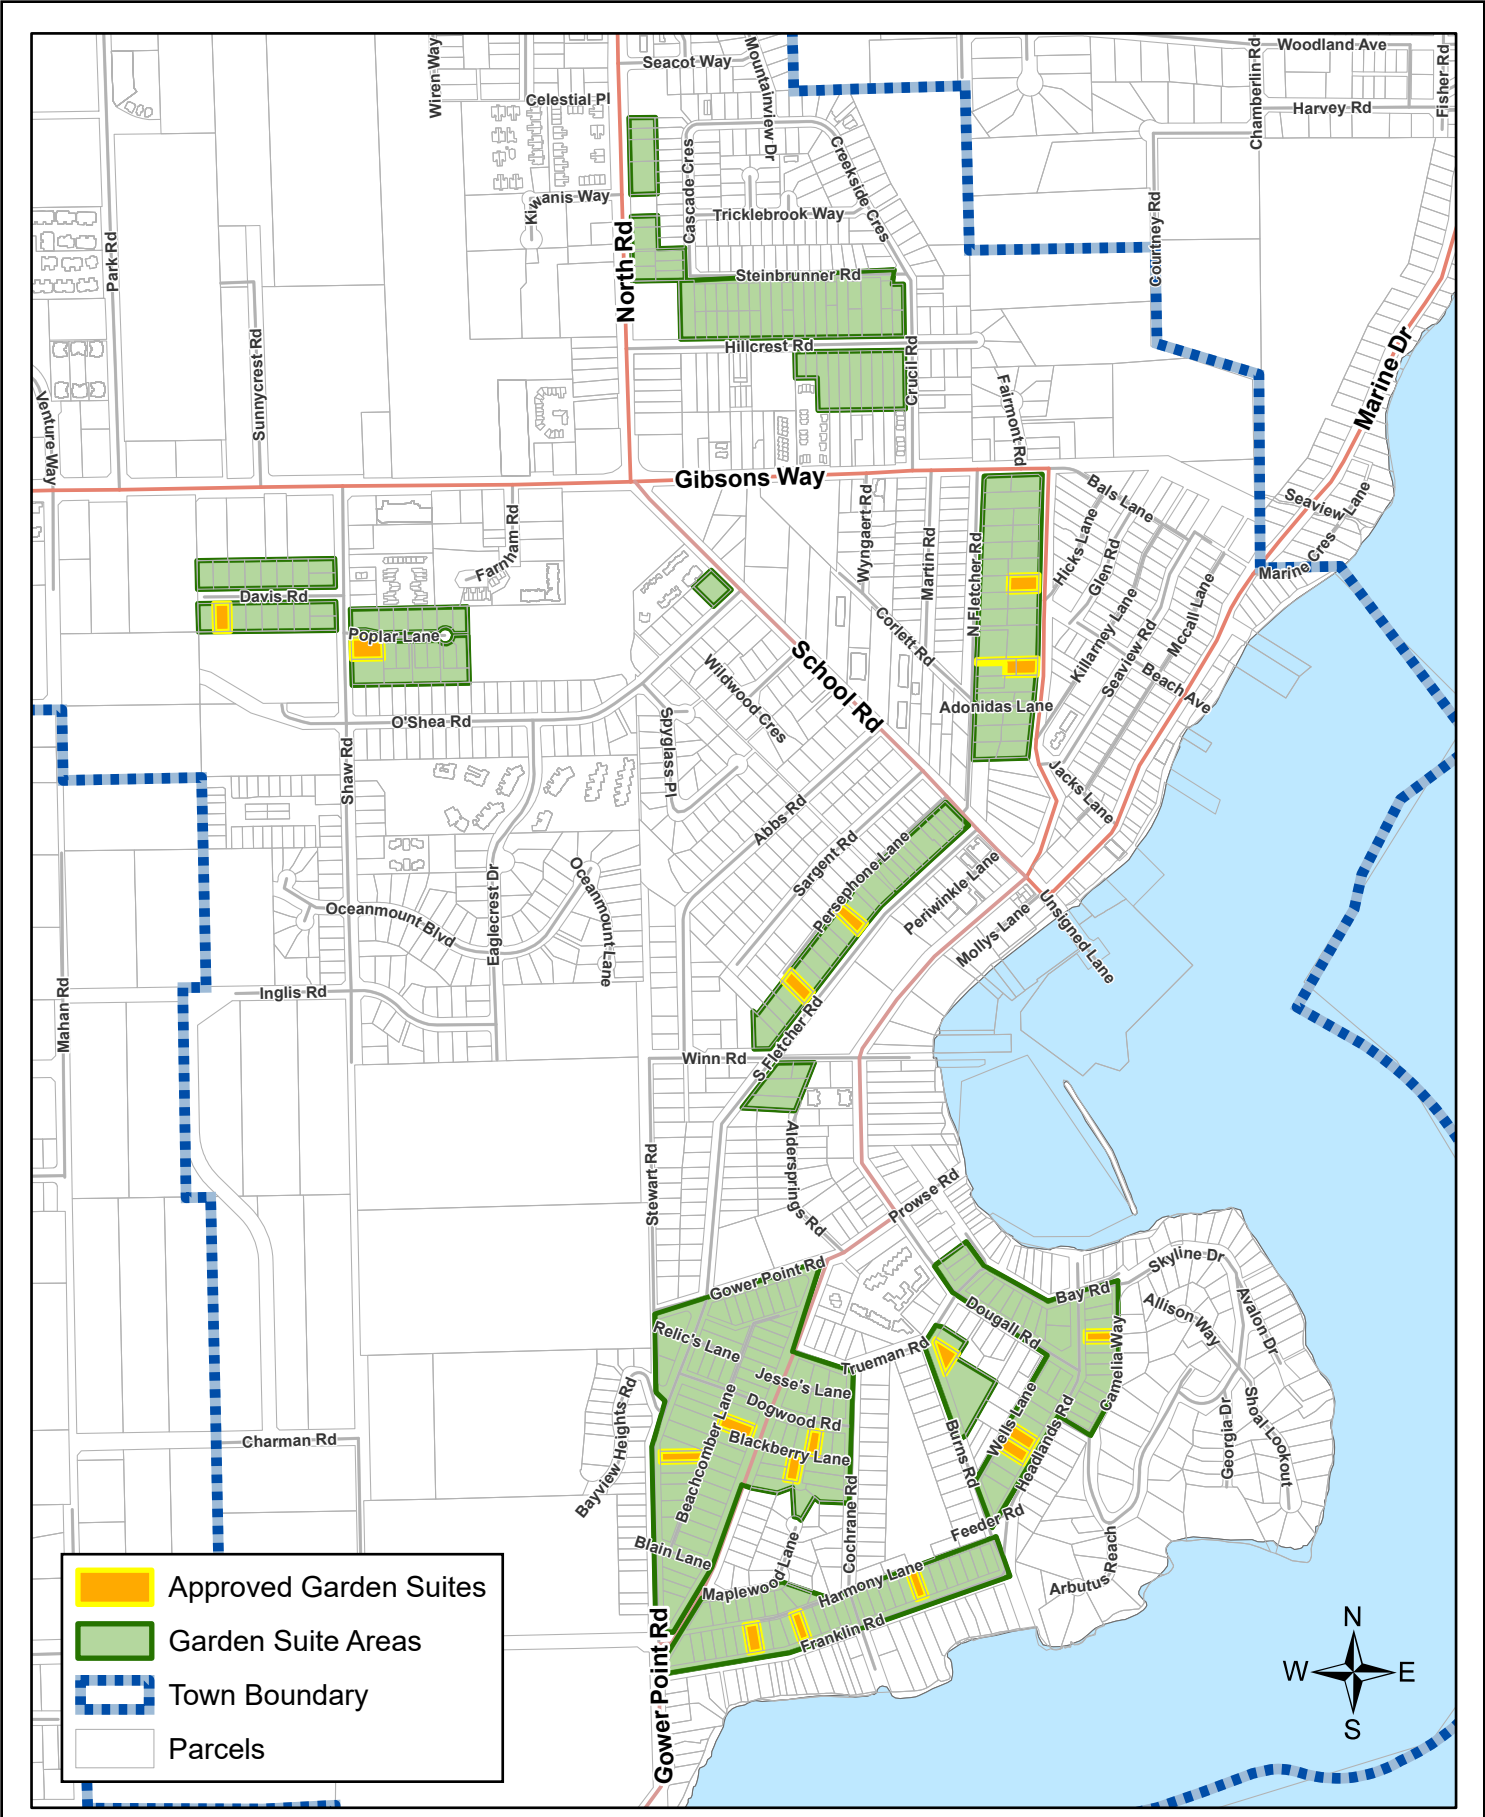 Woodland Ave
Seacot Way
Mountainview Dr
Wiren Way
Chamberlin Rd
Fisher Rd
Celestial Pl
Harvey Rd
Cascade Cres
Creekside Cres
Kiwanis Way
Tricklebrook Way
Courtney Rd
Park Rd
North Rd
Steinbrunner Rd
Hillcrest Rd
Crucil Rd
Sunnycrest Rd
Marine Dr
Venture Way
Fairmont Rd
Gibsons Way
Bals Lane
Seaview Lane
Wyngaert Rd
Martin Rd
N Fletcher Rd
Hicks Lane
Glen Rd
Farnham Rd
Marine Cres
Davis Rd
Poplar Lane
Corlett Rd
Killarney Lane
Seaview Rd
Mccall Lane
School Rd
Wildwood Cres
Beach Ave
Adonidas Lane
O'Shea Rd
Spyglass Pl
Shaw Rd
Jacks Lane
Abbs Rd
Sargent Rd
Persephone Lane
Periwinkle Lane
Oceanmount Blvd
Eaglecrest Dr
Oceanmount Lane
Mollys Lane
Unsigned Lane
Inglis Rd
Mahan Rd
S Fletcher Rd
Winn Rd
Stewart Rd
Aldersprings Rd
Prowse Rd
Gower Point Rd
Skyline Dr
Bay Rd
Allison Way
Avalon Dr
Dougall Rd
Relic's Lane
Trueman Rd
Camelia Way
Jesse's Lane
Dogwood Rd
Blackberry Lane
Beachcomber Lane
Bayview Heights Rd
Wells Lane
Headlands Rd
Burns Rd
Georgia Dr
Shoal Lookout
Charman Rd
Cochrane Rd
Feeder Rd
Blain Lane
Maplewood Lane
Harmony Lane
Arbutus Reach
Franklin Rd
Gower Point Rd
Approved Garden Suites
Garden Suite Areas
Town Boundary
Parcels
N
W
E
S